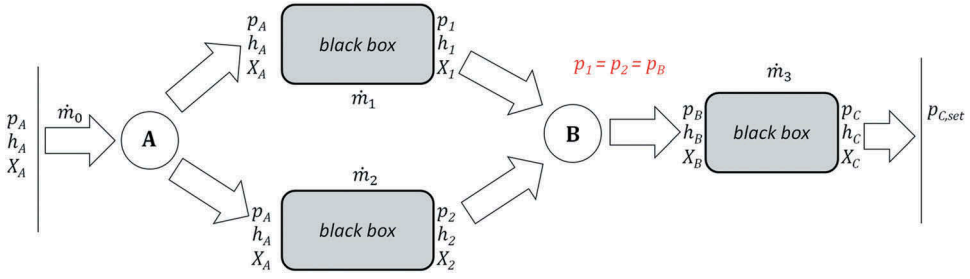 p_A
h_A
X_A
ṁ_0
A
p_A
h_A
X_A
black box
ṁ_1
p_1
h_1
X_1
p_A
h_A
X_A
ṁ_2
black box
p_2
h_2
X_2
p_1 = p_2 = p_B
B
p_B
h_B
X_B
ṁ_3
black box
p_C
h_C
X_C
p_C,set